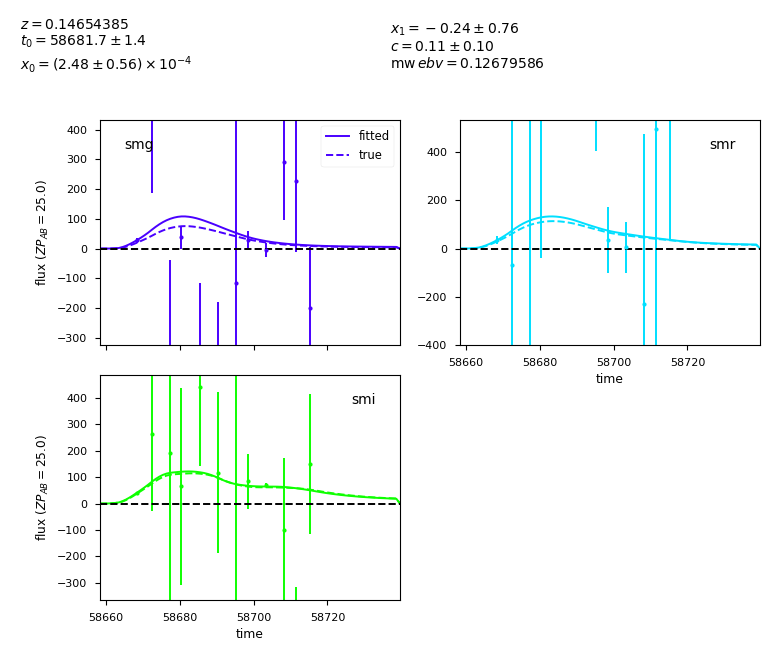 z = 0.14654385
t₀ = 58681.7 ± 1.4
x₀ = (2.48 ± 0.56) × 10⁻⁴
x₁ = −0.24 ± 0.76
c = 0.11 ± 0.10
mw ebv = 0.12679586
smg
fitted
true
400
300
200
100
0
−100
−200
−300
flux (ZP_AB = 25.0)
smr
400
200
0
−200
−400
58660 58680 58700 58720
time
smi
400
300
200
100
0
−100
−200
−300
flux (ZP_AB = 25.0)
58660 58680 58700 58720
time